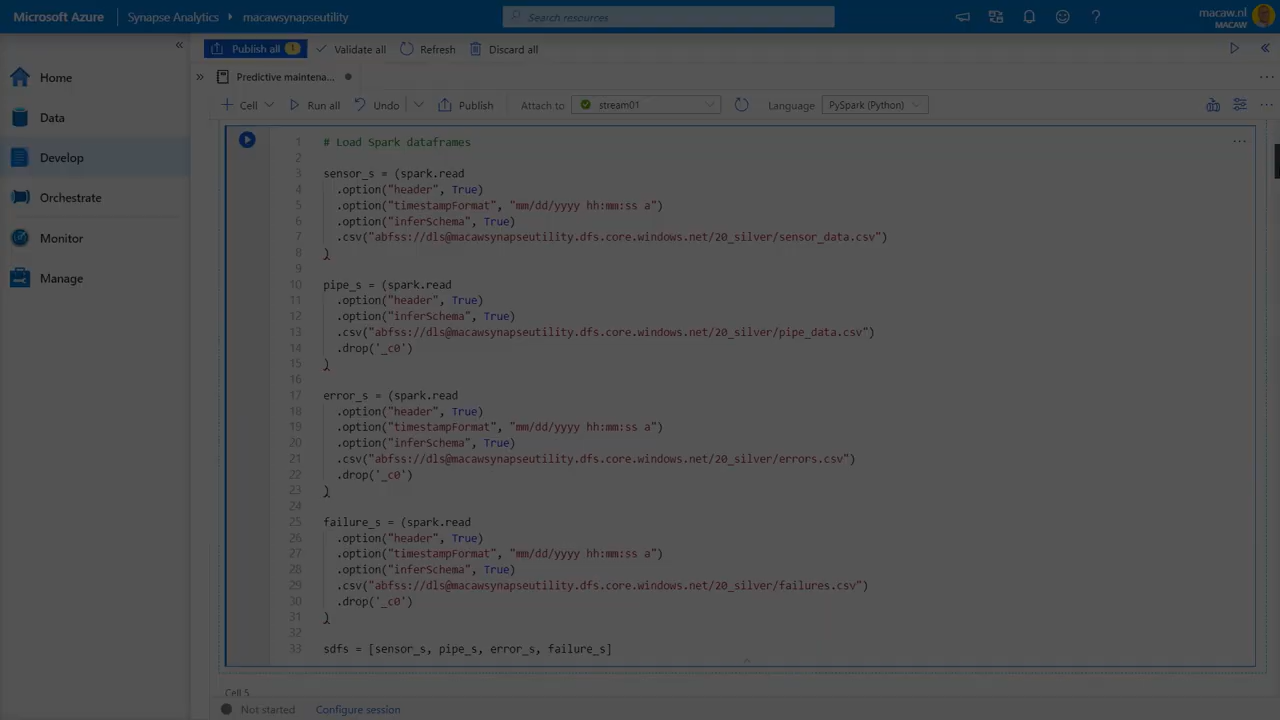 Microsoft Azure
Synapse Analytics
macawsynapseutility
Search resources
macaw.nl
MACAW
Publish all 1
Validate all
Refresh
Discard all
Home
Data
Develop
Orchestrate
Monitor
Manage
Predictive maintena...
Cell
Run all
Undo
Publish
Attach to
stream01
Language
PySpark (Python)
1 # Load Spark dataframes
2
3 sensor_s = (spark.read
4 .option("header", True)
5 .option("timestampFormat", "mm/dd/yyyy hh:mm:ss a")
6 .option("inferSchema", True)
7 .csv("abfss://dls@macawsynapseutility.dfs.core.windows.net/20_silver/sensor_data.csv")
8 )
9
10 pipe_s = (spark.read
11 .option("header", True)
12 .option("inferSchema", True)
13 .csv("abfss://dls@macawsynapseutility.dfs.core.windows.net/20_silver/pipe_data.csv")
14 .drop('_c0')
15 )
16
17 error_s = (spark.read
18 .option("header", True)
19 .option("timestampFormat", "mm/dd/yyyy hh:mm:ss a")
20 .option("inferSchema", True)
21 .csv("abfss://dls@macawsynapseutility.dfs.core.windows.net/20_silver/errors.csv")
22 .drop('_c0')
23 )
24
25 failure_s = (spark.read
26 .option("header", True)
27 .option("timestampFormat", "mm/dd/yyyy hh:mm:ss a")
28 .option("inferSchema", True)
29 .csv("abfss://dls@macawsynapseutility.dfs.core.windows.net/20_silver/failures.csv")
30 .drop('_c0')
31 )
32
33 sdfs = [sensor_s, pipe_s, error_s, failure_s]
Cell 5
Not started
Configure session